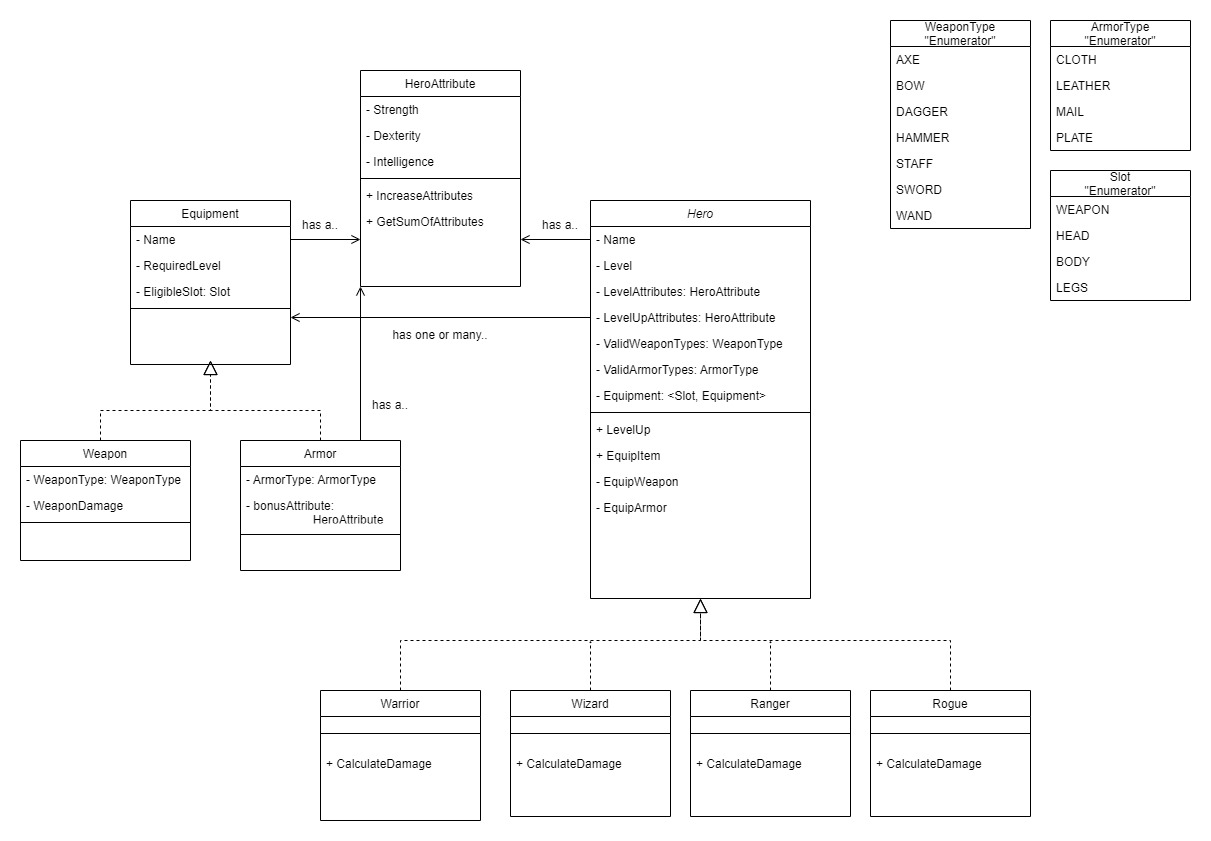 WeaponType
"Enumerator"
AXE
BOW
DAGGER
HAMMER
STAFF
SWORD
WAND
ArmorType
"Enumerator"
CLOTH
LEATHER
MAIL
PLATE
Slot
"Enumerator"
WEAPON
HEAD
BODY
LEGS
HeroAttribute
- Strength
- Dexterity
- Intelligence
+ IncreaseAttributes
+ GetSumOfAttributes
Equipment
- Name
- RequiredLevel
- EligibleSlot: Slot
has a..
has a..
Hero
- Name
- Level
- LevelAttributes: HeroAttribute
- LevelUpAttributes: HeroAttribute
- ValidWeaponTypes: WeaponType
- ValidArmorTypes: ArmorType
- Equipment: <Slot, Equipment>
+ LevelUp
+ EquipItem
- EquipWeapon
- EquipArmor
has one or many..
has a..
Weapon
- WeaponType: WeaponType
- WeaponDamage
Armor
- ArmorType: ArmorType
- bonusAttribute:
HeroAttribute
Warrior
+ CalculateDamage
Wizard
+ CalculateDamage
Ranger
+ CalculateDamage
Rogue
+ CalculateDamage